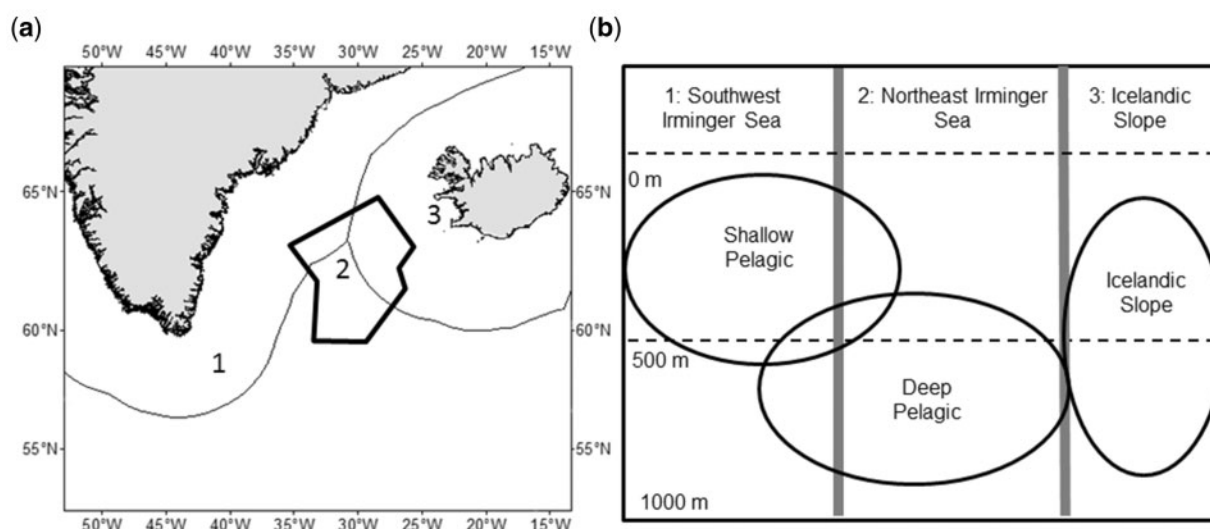 (a)
50°W 45°W 40°W 35°W 30°W 25°W 20°W 15°W
65°N 65°N
60°N 60°N
55°N 55°N
1
2
3
50°W 45°W 40°W 35°W 30°W 25°W 20°W 15°W
(b)
1: Southwest
Irminger Sea
2: Northeast Irminger
Sea
3: Icelandic
Slope
0 m
Shallow
Pelagic
Icelandic
Slope
500 m
Deep
Pelagic
1000 m